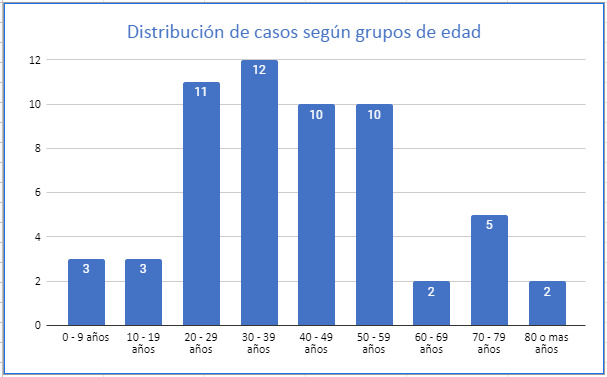 Distribución de casos según grupos de edad
12
10
8
6
4
2
0
3
3
11
12
10
10
2
5
2
0 - 9 años
10 - 19
años
20 - 29
años
30 - 39
años
40 - 49
años
50 - 59
años
60 - 69
años
70 - 79
años
80 o mas
años